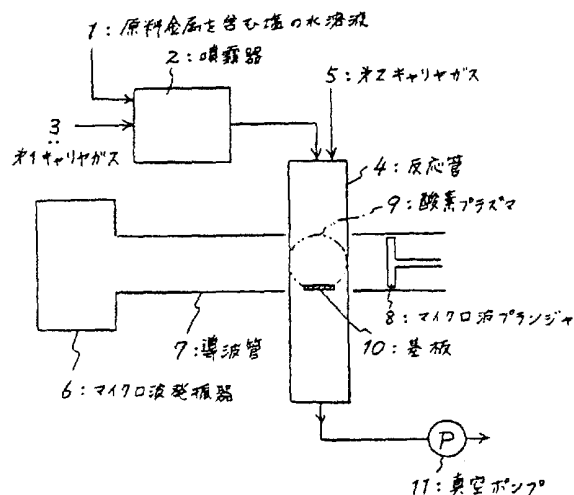 1:原料金属を含む塩の水溶液
2:噴霧器
5:第2キャリヤガス
3
:
第1キャリヤガス
4:反応管
9:酸素プラズマ
8:マイクロ波プランジャ
7:導波管
10:基板
6:マイクロ波発振器
P
11:真空ポンプ